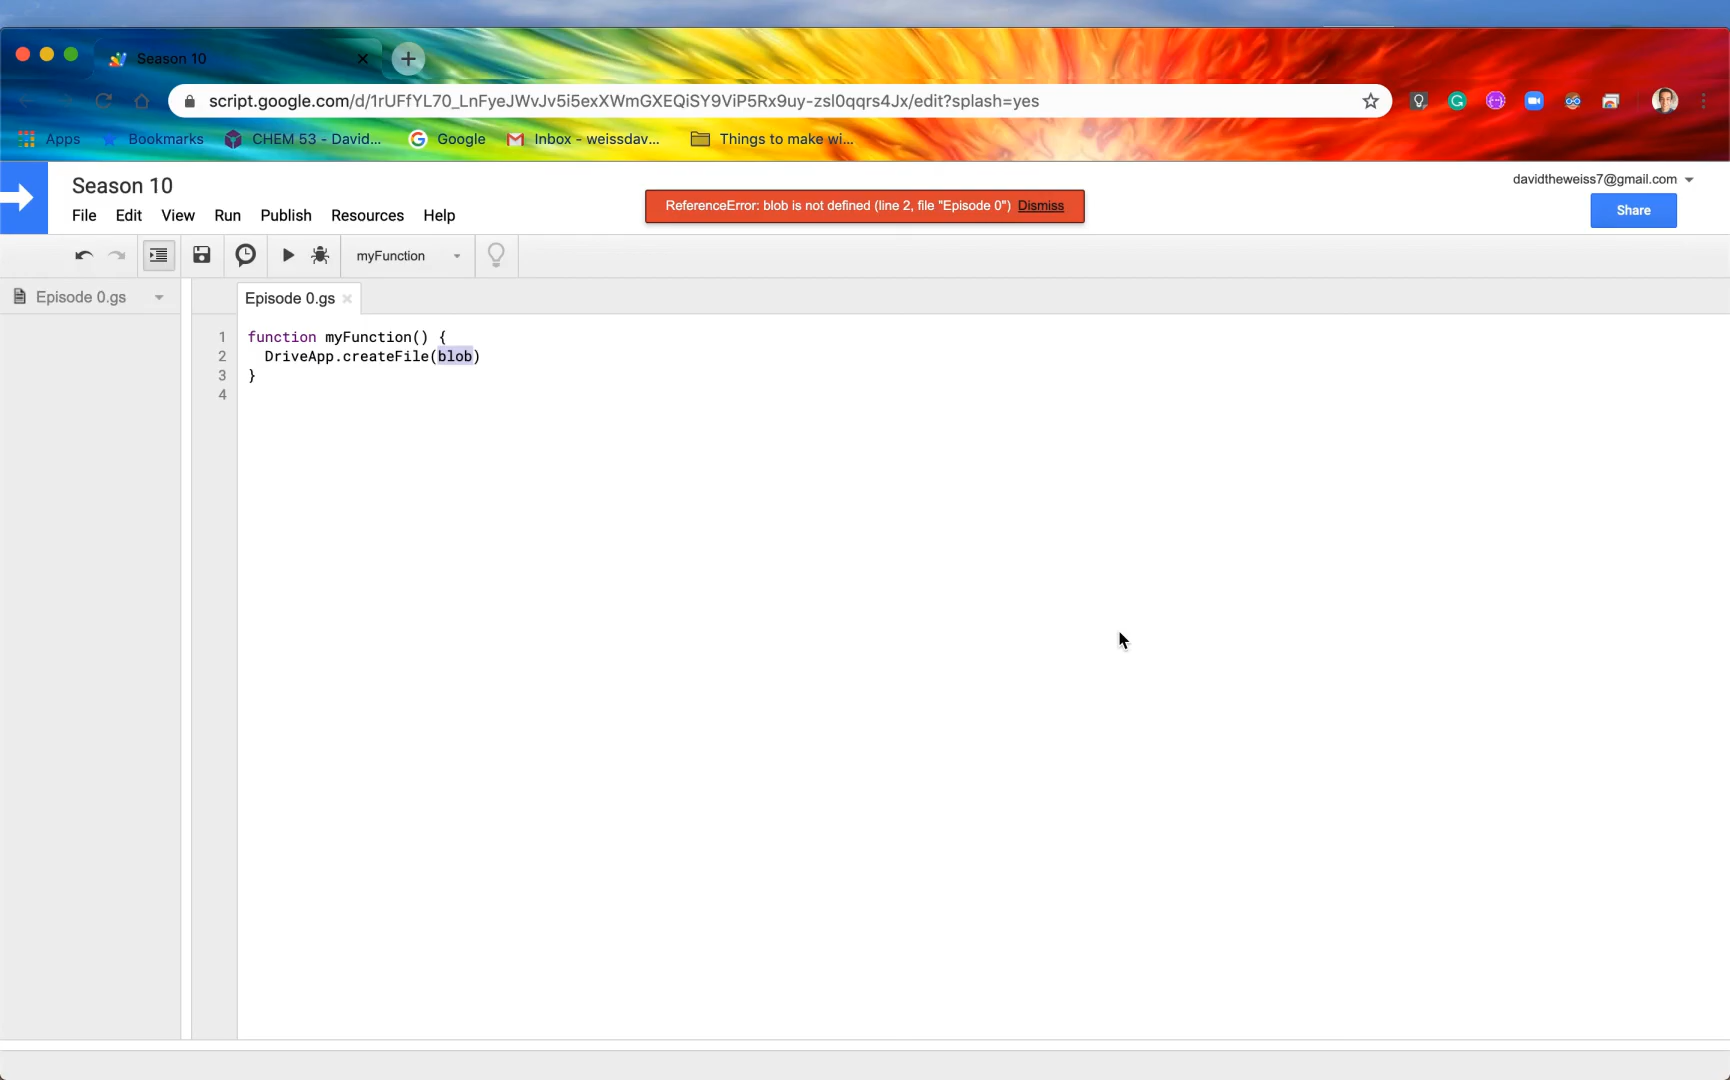 Season 10
script.google.com/d/1rUFfYL70_LnFyeJWvJv5i5exXWmGXEQiSY9ViP5Rx9uy-zsl0qqrs4Jx/edit?splash=yes
Apps Bookmarks CHEM 53 - David... Google Inbox - weissdav... Things to make wi...
Season 10
davidtheweiss7@gmail.com
ReferenceError: blob is not defined (line 2, file "Episode 0") Dismiss
Share
File Edit View Run Publish Resources Help
myFunction
Episode 0.gs
Episode 0.gs
1 function myFunction() {
2 DriveApp.createFile(blob)
3 }
4